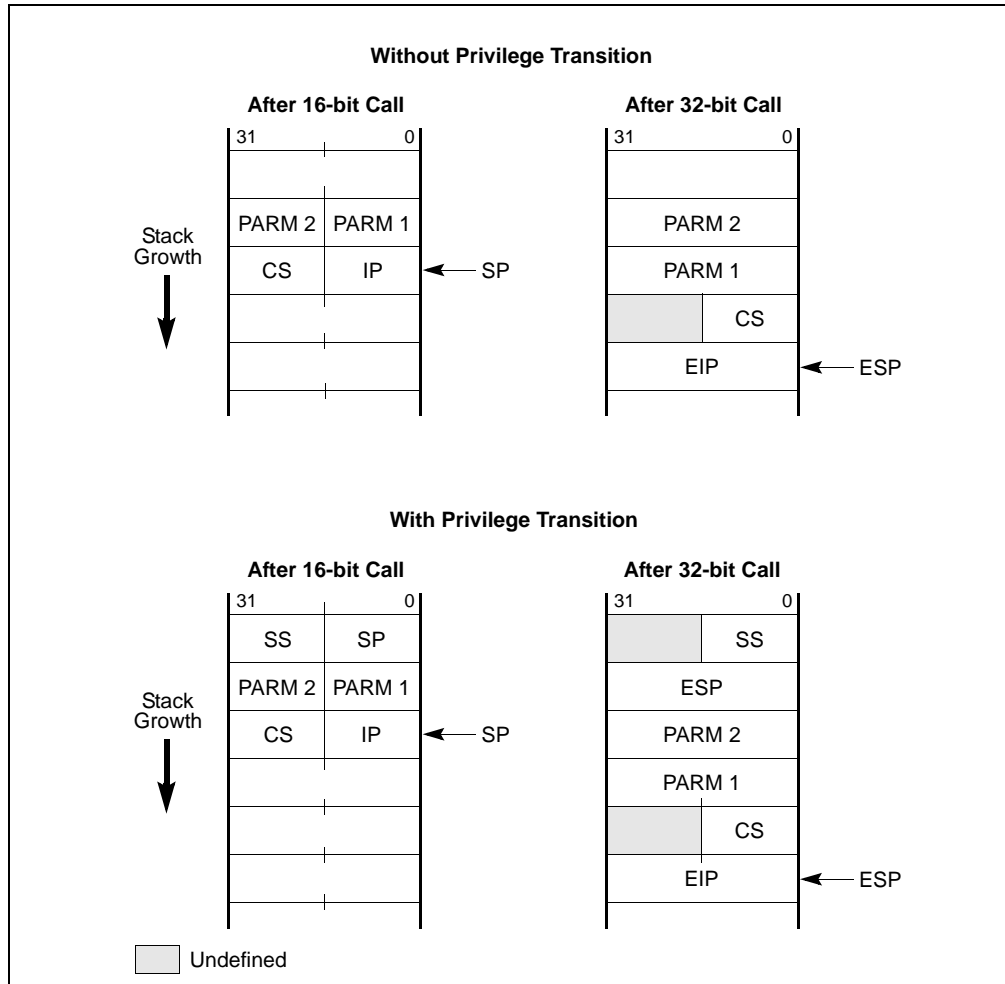 Without Privilege Transition
After 16-bit Call After 32-bit Call
31 0 31 0
PARM 2 PARM 1 PARM 2
Stack
Growth
CS IP SP PARM 1
CS
EIP ESP
With Privilege Transition
After 16-bit Call After 32-bit Call
31 0 31 0
SS SP SS
PARM 2 PARM 1 ESP
Stack
Growth
CS IP SP PARM 2
PARM 1
CS
EIP ESP
Undefined